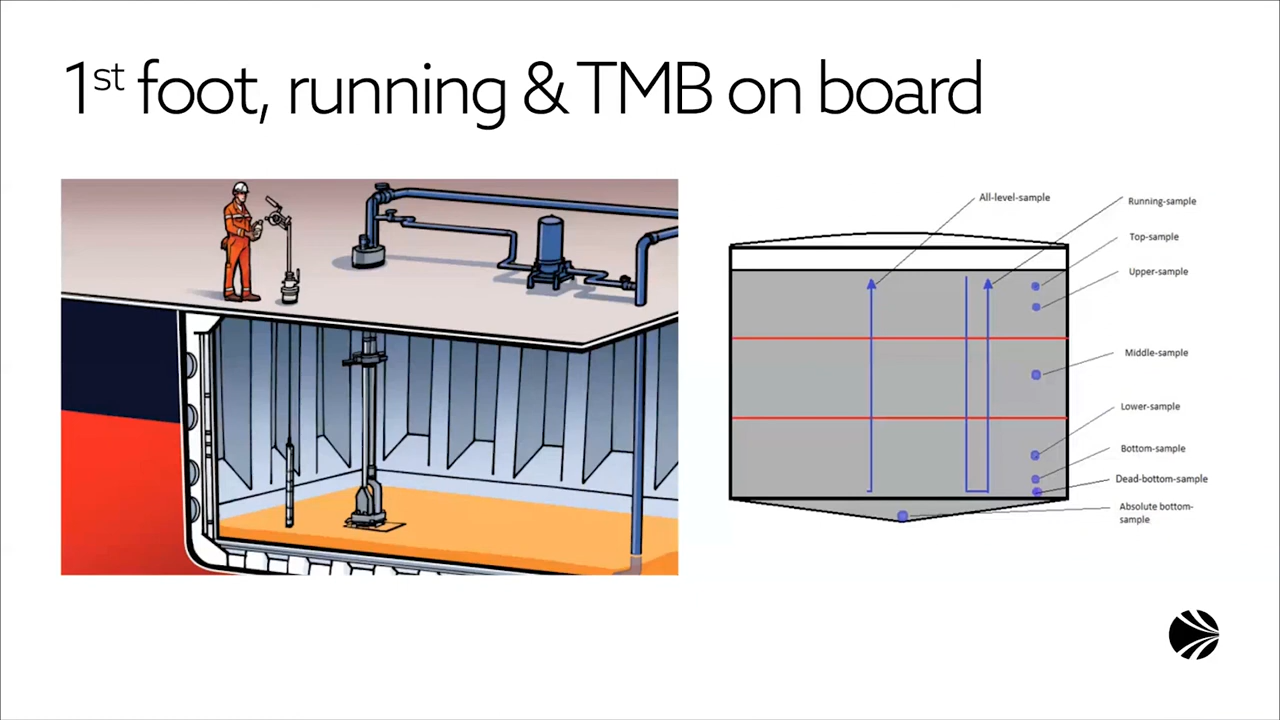 1st foot, running & TMB on board
All-level-sample
Running-sample
Top-sample
Upper-sample
Middle-sample
Lower-sample
Bottom-sample
Dead-bottom-sample
Absolute bottom-
sample